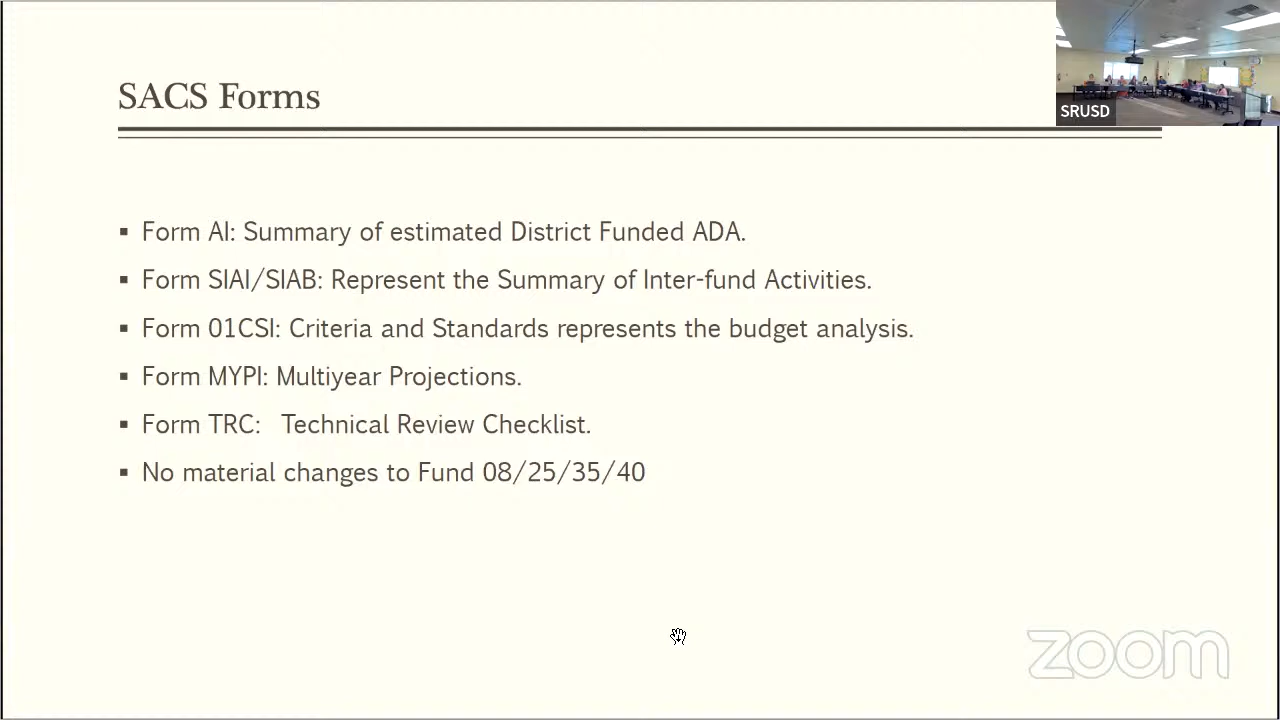 SACS Forms
SRUSD
▪ Form AI: Summary of estimated District Funded ADA.
▪ Form SIAI/SIAB: Represent the Summary of Inter-fund Activities.
▪ Form 01CSI: Criteria and Standards represents the budget analysis.
▪ Form MYPI: Multiyear Projections.
▪ Form TRC: Technical Review Checklist.
▪ No material changes to Fund 08/25/35/40
zoom